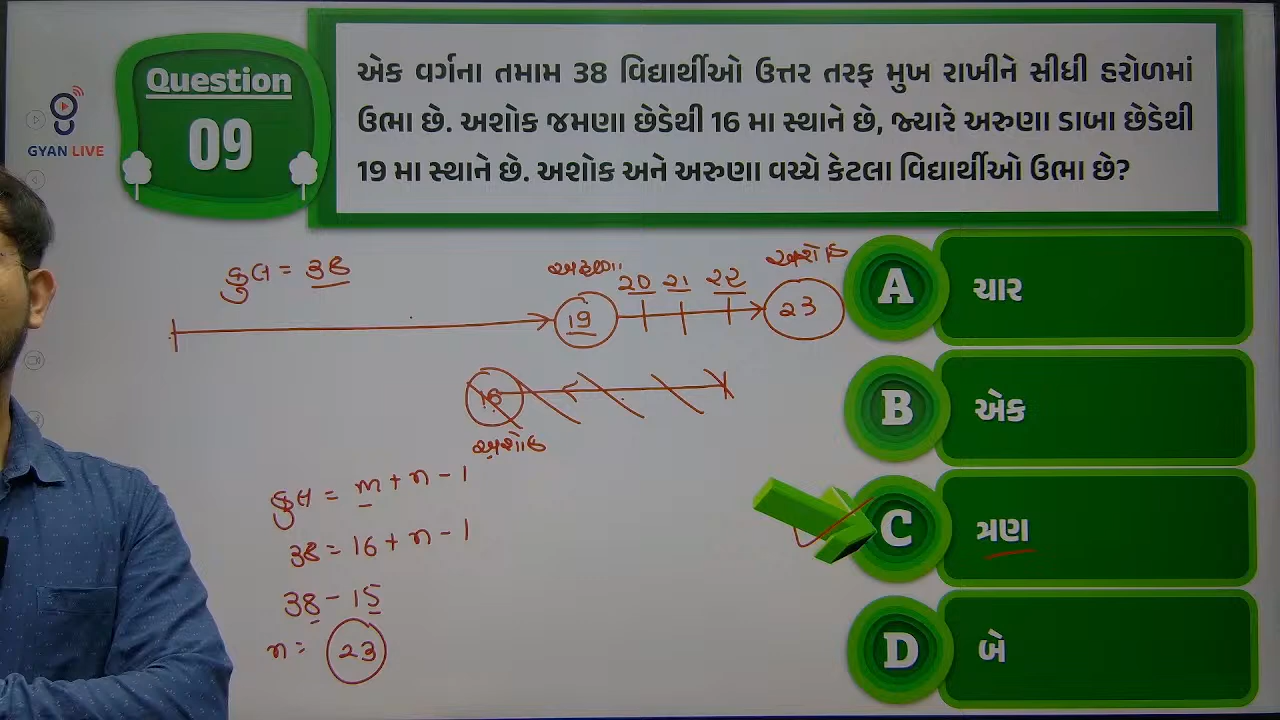 Question
09
GYAN LIVE
એક વર્ગના તમામ 38 વિદ્યાર્થીઓ ઉત્તર તરફ મુખ રાખીને સીધી હરોળમાં
ઉભા છે. અશોક જમણા છેડેથી 16 મા સ્થાને છે, જ્યારે અરુણા ડાબા છેડેથી
19 મા સ્થાને છે. અશોક અને અરુણા વચ્ચે કેટલા વિદ્યાર્થીઓ ઉભા છે?
કુલ = 38
અરુણા
અશોક
19
20 21 22
23
16
અશોક
કુલ = m + n - 1
38 = 16 + n - 1
38 - 15
n = 23
A ચાર
B એક
C ત્રણ
D બે